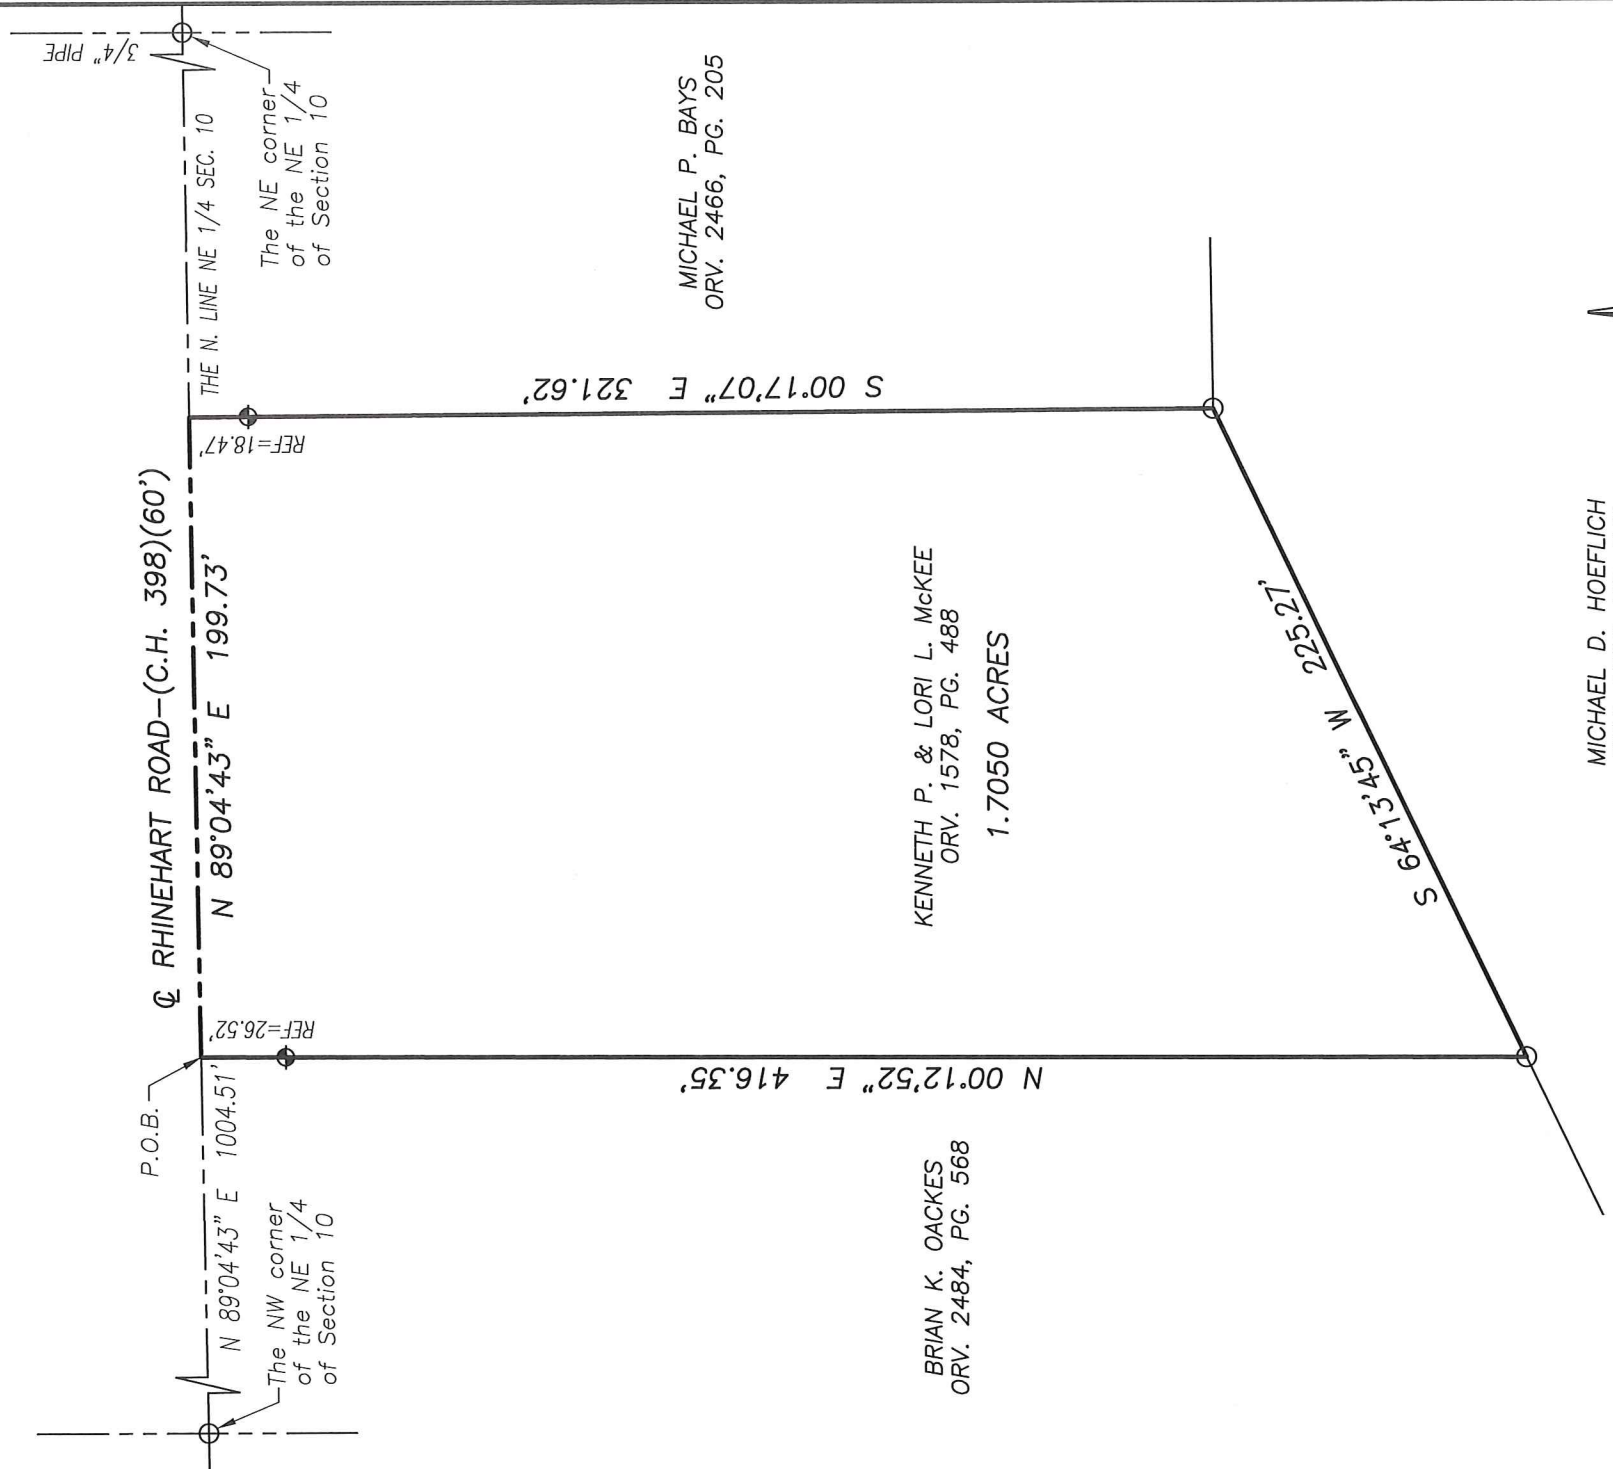 3/4" PIPE
The NE corner
of the NE 1/4
of Section 10
THE N. LINE NE 1/4 SEC. 10
MICHAEL P. BAYS
ORV. 2466, PG. 205
S 00°17'07" E 321.62'
REF=18.47'
℄ RHINEHART ROAD-(C.H. 398)(60')
N 89°04'43" E 199.73'
KENNETH P. & LORI L. McKEE
ORV. 1578, PG. 488
1.7050 ACRES
S 64°13'45" W 225.27'
MICHAEL D. HOEFLICH
REF=26.52'
P.O.B.
N 00°12'52" E 416.35'
N 89°04'43" E 1004.51'
The NW corner
of the NE 1/4
of Section 10
BRIAN K. OACKES
ORV. 2484, PG. 568